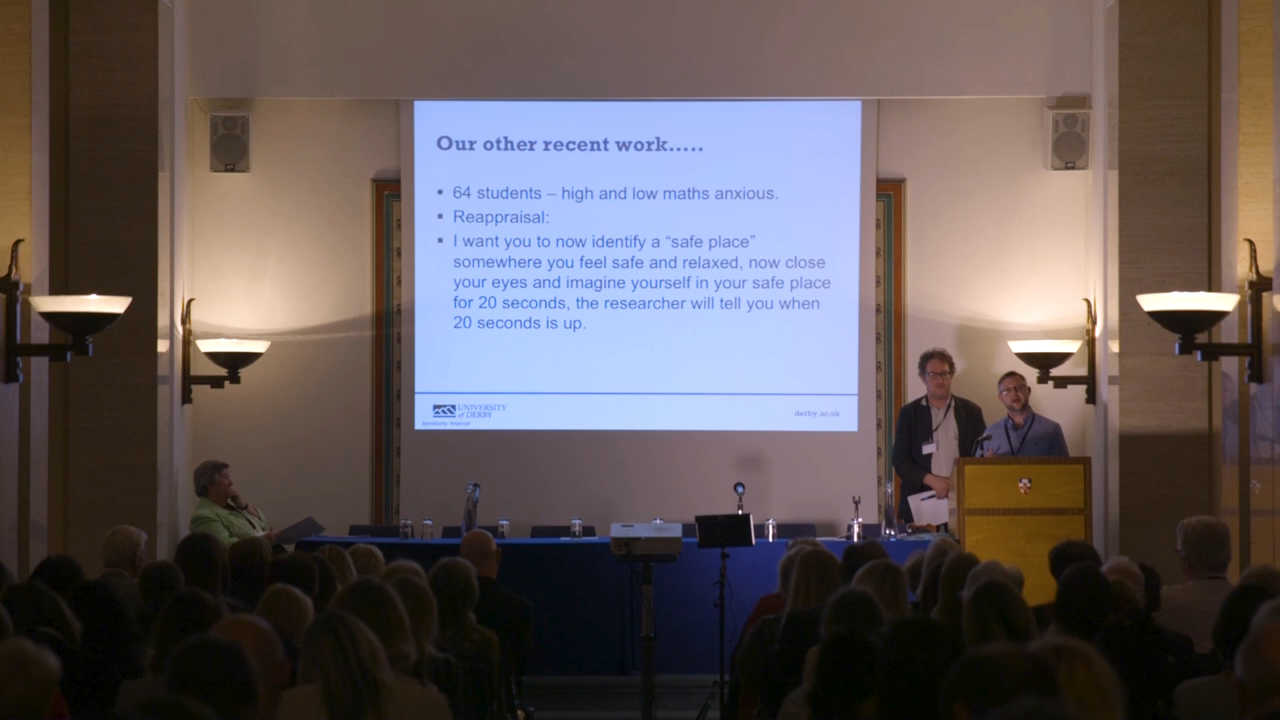 Our other recent work.....
▪ 64 students – high and low maths anxious.
▪ Reappraisal:
▪ I want you to now identify a “safe place”
somewhere you feel safe and relaxed, now close
your eyes and imagine yourself in your safe place
for 20 seconds, the researcher will tell you when
20 seconds is up.
UNIVERSITY
of DERBY
derby.ac.uk
Sensitivity: Internal